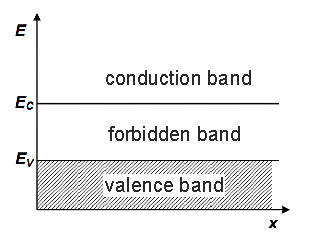 E
conduction band
EC
forbidden band
EV
valence band
x